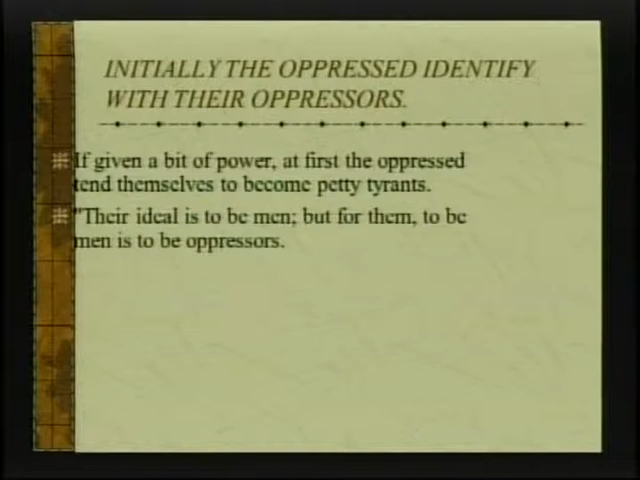 INITIALLY THE OPPRESSED IDENTIFY
WITH THEIR OPPRESSORS.
If given a bit of power, at first the oppressed
tend themselves to become petty tyrants.
"Their ideal is to be men; but for them, to be
men is to be oppressors.